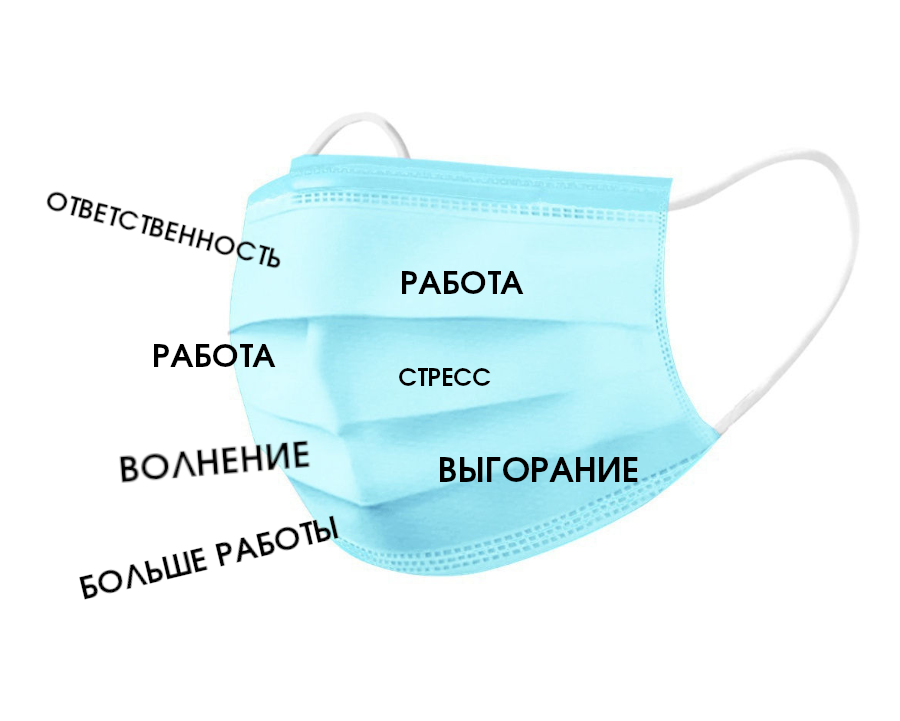 ОТВЕТСТВЕННОСТЬ
РАБОТА
РАБОТА
СТРЕСС
ВОЛНЕНИЕ
ВЫГОРАНИЕ
БОЛЬШЕ РАБОТЫ